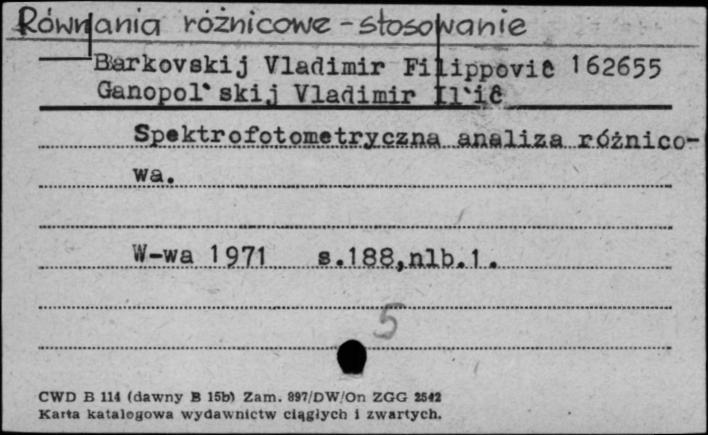 Równania różnicowe - stosowanie
Barkovskij Vladimir Filippovič 162655
Ganopol'skij Vladimir Il'ič
Spektrofotometryczna analiza różnico-
wa.
W-wa 1971 s.188,nlb.1.
5
CWD B 114 (dawny B 15b) Zam. 897/DW/On ZGG 2542
Karta katalogowa wydawnictw ciągłych i zwartych.